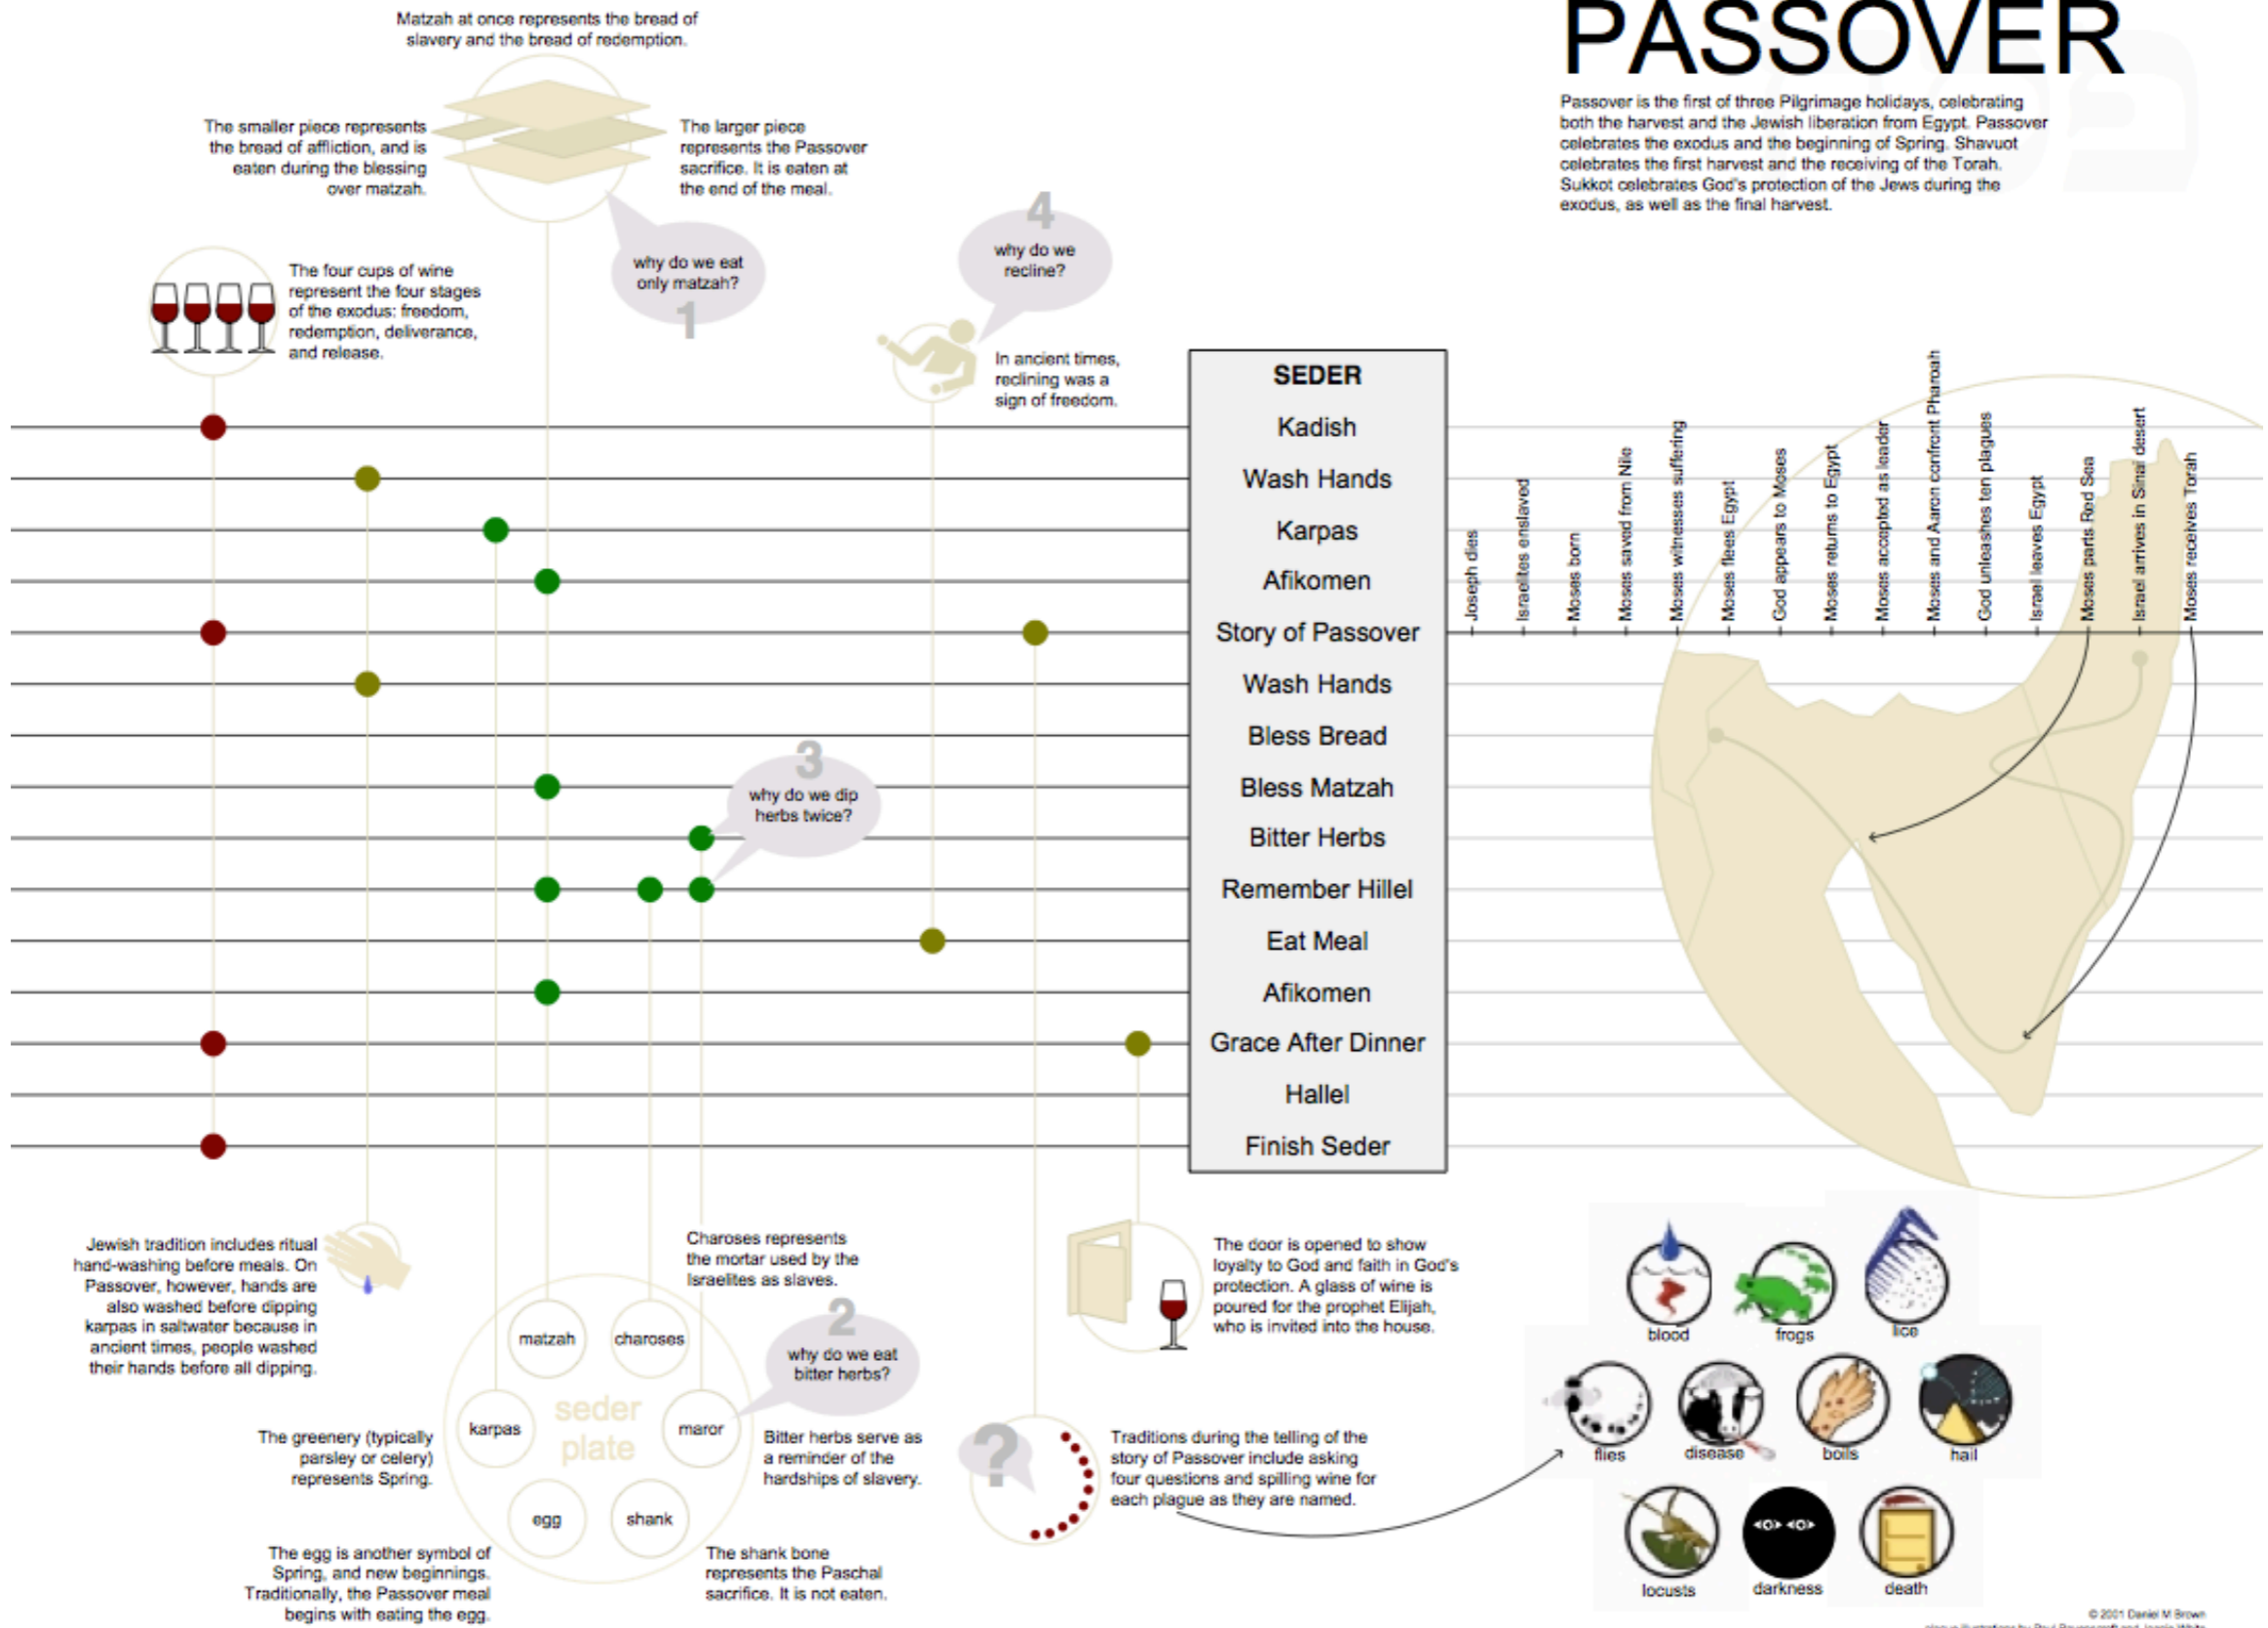 PASSOVER
Passover is the first of three Pilgrimage holidays, celebrating
both the harvest and the Jewish liberation from Egypt. Passover
celebrates the exodus and the beginning of Spring. Shavuot
celebrates the first harvest and the receiving of the Torah.
Sukkot celebrates God's protection of the Jews during the
exodus, as well as the final harvest.
Matzah at once represents the bread of
slavery and the bread of redemption.
The smaller piece represents
the bread of affliction, and is
eaten during the blessing
over matzah.
The larger piece
represents the Passover
sacrifice. It is eaten at
the end of the meal.
why do we eat
only matzah?
1
The four cups of wine
represent the four stages
of the exodus: freedom,
redemption, deliverance,
and release.
4
why do we
recline?
In ancient times,
reclining was a
sign of freedom.
SEDER
Kadish
Wash Hands
Karpas
Afikomen
Story of Passover
Wash Hands
Bless Bread
Bless Matzah
Bitter Herbs
Remember Hillel
Eat Meal
Afikomen
Grace After Dinner
Hallel
Finish Seder
3
why do we dip
herbs twice?
Joseph dies
Israelites enslaved
Moses born
Moses saved from Nile
Moses witnesses suffering
Moses flees Egypt
God appears to Moses
Moses returns to Egypt
Moses accepted as leader
Moses and Aaron confront Pharoah
God unleashes ten plagues
Israel leaves Egypt
Moses parts Red Sea
Israel arrives in Sinai desert
Moses receives Torah
Jewish tradition includes ritual
hand-washing before meals. On
Passover, however, hands are
also washed before dipping
karpas in saltwater because in
ancient times, people washed
their hands before all dipping.
Charoses represents
the mortar used by the
Israelites as slaves.
matzah
charoses
karpas
seder
plate
maror
egg
shank
2
why do we eat
bitter herbs?
The greenery (typically
parsley or celery)
represents Spring.
Bitter herbs serve as
a reminder of the
hardships of slavery.
The egg is another symbol of
Spring, and new beginnings.
Traditionally, the Passover meal
begins with eating the egg.
The shank bone
represents the Paschal
sacrifice. It is not eaten.
The door is opened to show
loyalty to God and faith in God's
protection. A glass of wine is
poured for the prophet Elijah,
who is invited into the house.
?
Traditions during the telling of the
story of Passover include asking
four questions and spilling wine for
each plague as they are named.
blood
frogs
lice
flies
disease
boils
hail
locusts
darkness
death
© 2001 Daniel M Brown